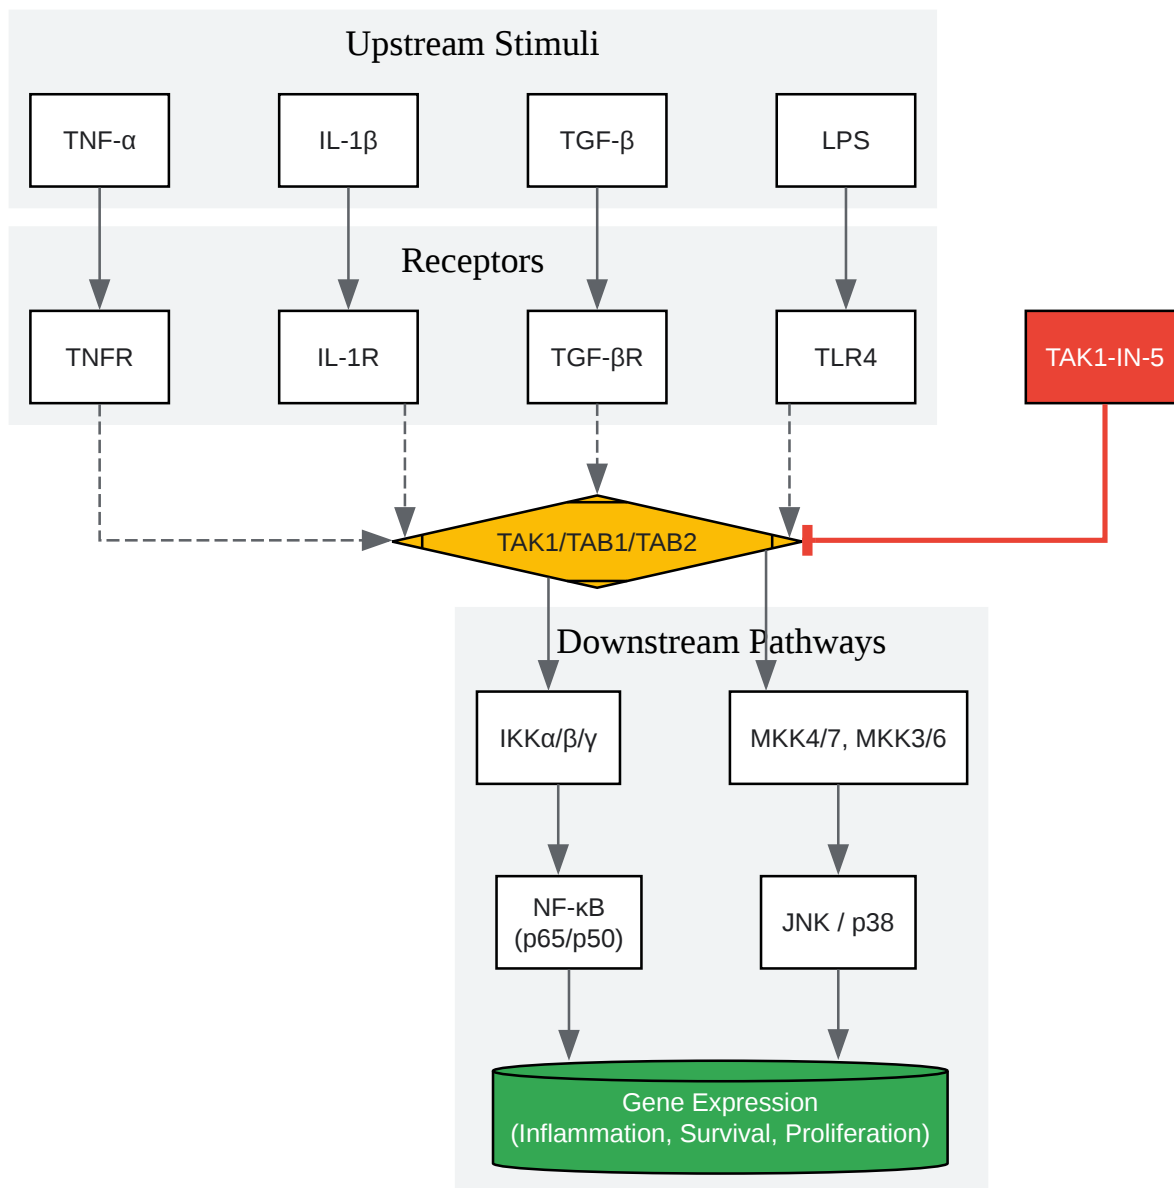 Upstream Stimuli
TNF-α
IL-1β
TGF-β
LPS
Receptors
TNFR
IL-1R
TGF-βR
TLR4
TAK1-IN-5
TAK1/TAB1/TAB2
Downstream Pathways
IKKα/β/γ
MKK4/7, MKK3/6
NF-κB
(p65/p50)
JNK / p38
Gene Expression
(Inflammation, Survival, Proliferation)